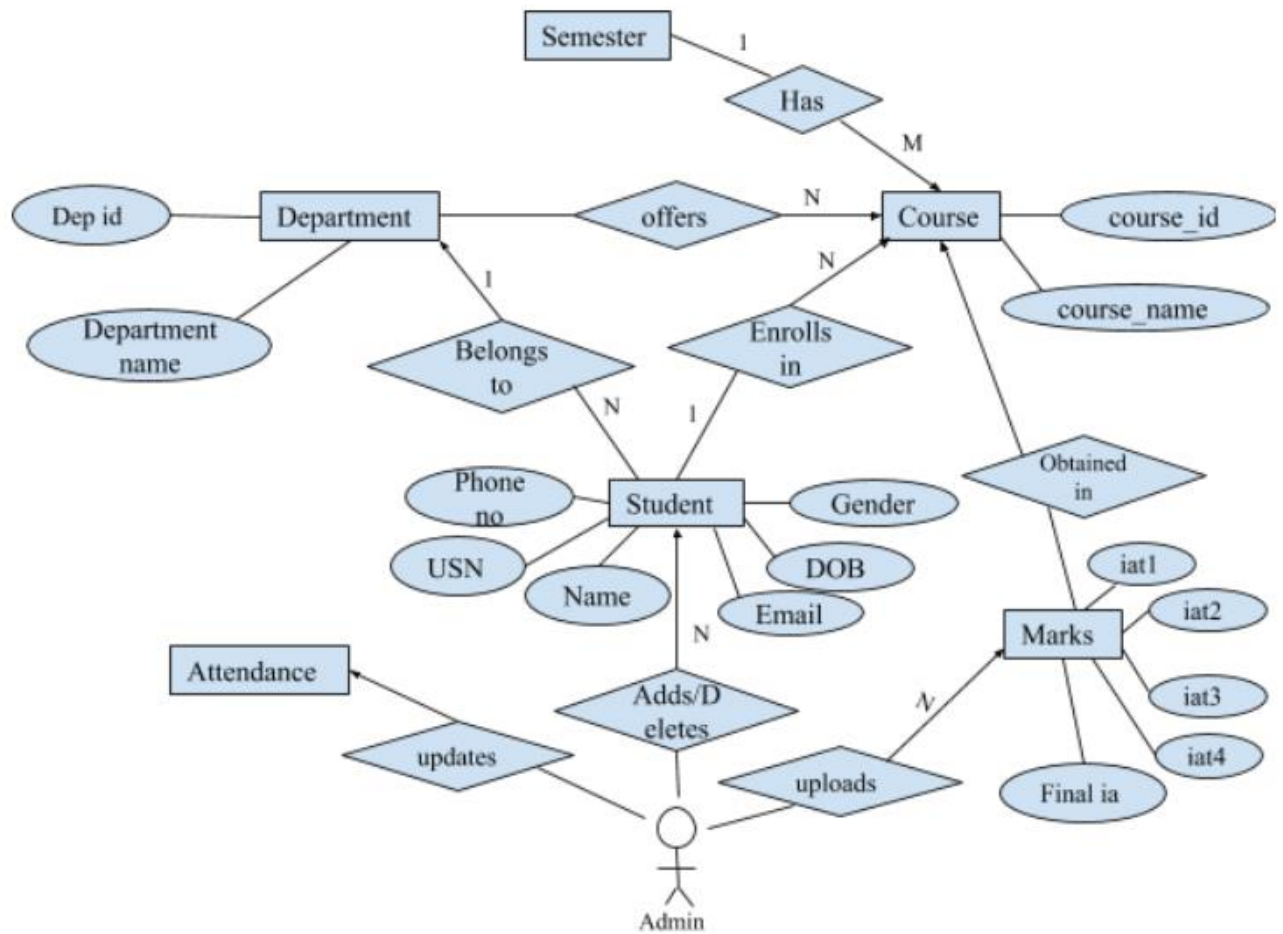 Semester
1
Has
M
Dep id
Department
offers
N
Course
course_id
1
N
Department
name
course_name
Belongs
to
Enrolls
in
N
1
Obtained
in
Phone
no
Student
Gender
USN
DOB
iat1
Name
Email
iat2
N
Marks
Attendance
Adds/D
eletes
N
iat3
updates
uploads
iat4
Final ia
Admin